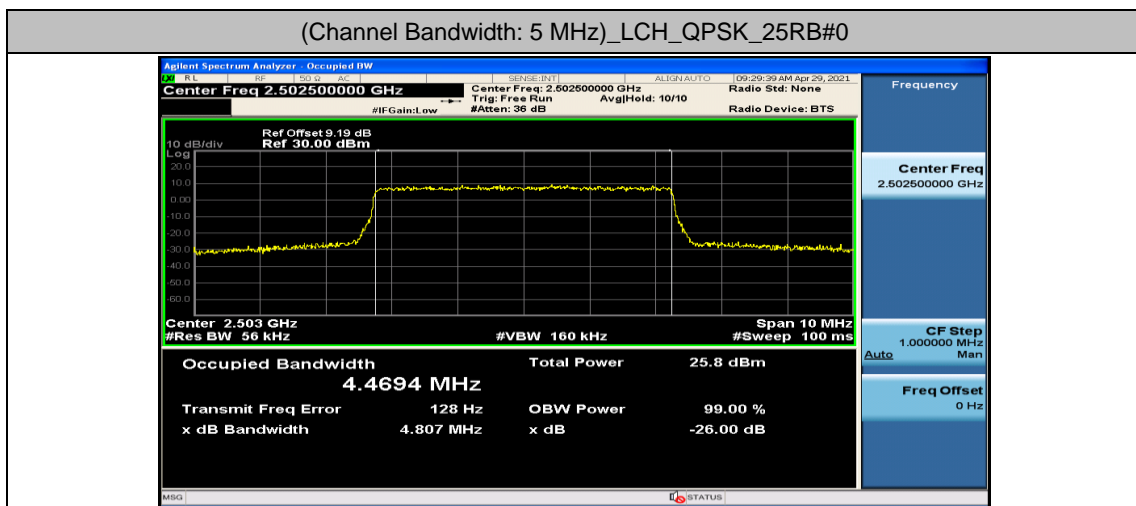 (Channel Bandwidth: 5 MHz)_LCH_QPSK_25RB#0
Agilent Spectrum Analyzer - Occupied BW
LXI RL RF 50 Ω AC SENSE:INT ALIGN AUTO 09:29:39 AM Apr 29, 2021
Center Freq 2.502500000 GHz
Center Freq: 2.502500000 GHz
Radio Std: None
Trig: Free Run Avg|Hold: 10/10
#IFGain:Low #Atten: 36 dB Radio Device: BTS
Ref Offset 9.19 dB
10 dB/div Ref 30.00 dBm
Log
20.0
10.0
0.00
-10.0
-20.0
-30.0
-40.0
-50.0
-60.0
Center 2.503 GHz Span 10 MHz
#Res BW 56 kHz #VBW 160 kHz #Sweep 100 ms
Occupied Bandwidth Total Power 25.8 dBm
4.4694 MHz
Transmit Freq Error 128 Hz OBW Power 99.00 %
x dB Bandwidth 4.807 MHz x dB -26.00 dB
MSG STATUS
Frequency
Center Freq
2.502500000 GHz
CF Step
1.000000 MHz
Auto Man
Freq Offset
0 Hz